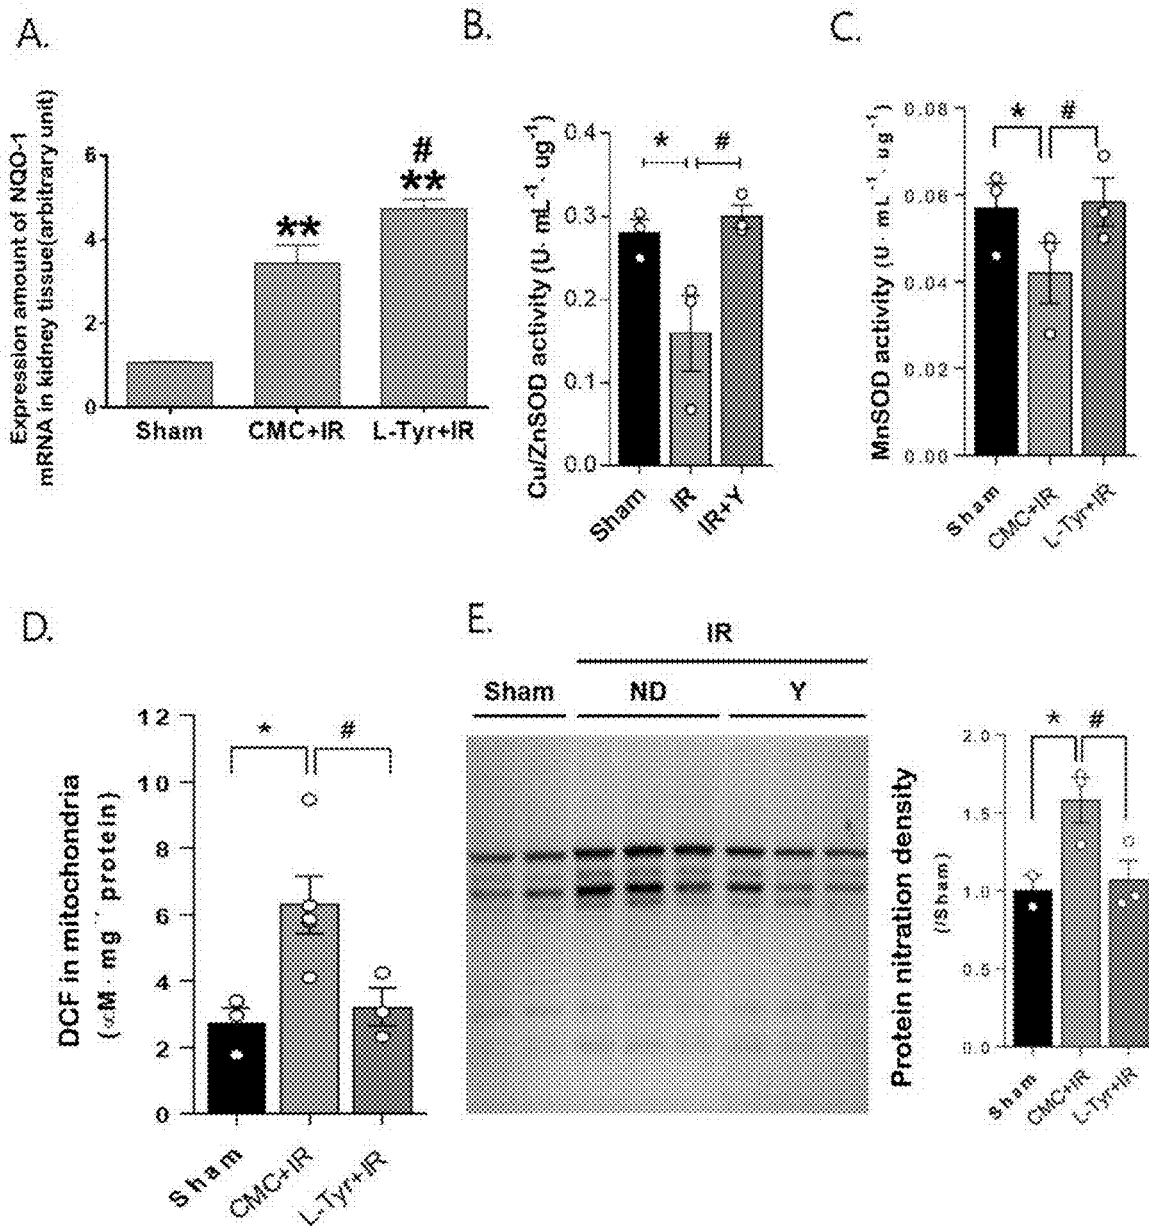 A.
Expression amount of NQO-1
mRNA in kidney tissue(arbitrary unit)
6
4
2
0
#
**
**
Sham
CMC+IR
L-Tyr+IR
B.
Cu/ZnSOD activity (U· mL⁻¹· ug⁻¹)
0.4
0.3
0.2
0.1
0.0
*
#
Sham
IR
IR+Y
C.
MnSOD activity (U· mL⁻¹· ug⁻¹)
0.08
0.06
0.04
0.02
0.00
*
#
Sham
CMC+IR
L-Tyr+IR
D.
DCF in mitochondria
mg protein)
12
10
8
6
4
2
0
*
#
Sham
CMC+IR
L-Tyr+IR
E.
IR
Sham
ND
Y
Protein nitration density
(/Sham)
2.0
1.5
1.0
0.5
0.0
*
#
Sham
CMC+IR
L-Tyr+IR